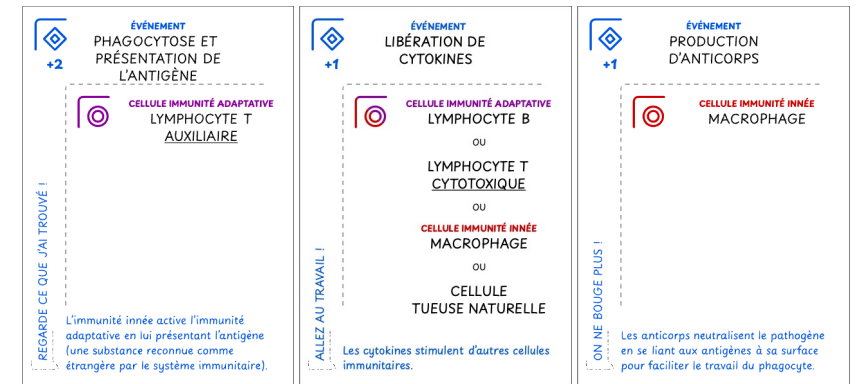 ÉVÉNEMENT
+2
PHAGOCYTOSE ET
PRÉSENTATION DE
L'ANTIGÈNE
CELLULE IMMUNITÉ ADAPTATIVE
LYMPHOCYTE T
AUXILIAIRE
REGARDE CE QUE J'AI TROUVÉ !
L'immunité innée active l'immunité
adaptative en lui présentant l'antigène
(une substance reconnue comme
étrangère par le système immunitaire).
ÉVÉNEMENT
+1
LIBÉRATION DE
CYTOKINES
CELLULE IMMUNITÉ ADAPTATIVE
LYMPHOCYTE B
OU
LYMPHOCYTE T
CYTOTOXIQUE
OU
CELLULE IMMUNITÉ INNÉE
MACROPHAGE
OU
CELLULE
TUEUSE NATURELLE
ALLEZ AU TRAVAIL !
Les cytokines stimulent d'autres cellules
immunitaires.
ÉVÉNEMENT
+1
PRODUCTION
D'ANTICORPS
CELLULE IMMUNITÉ INNÉE
MACROPHAGE
ON NE BOUGE PLUS !
Les anticorps neutralisent le pathogène
en se liant aux antigènes à sa surface
pour faciliter le travail du phagocyte.